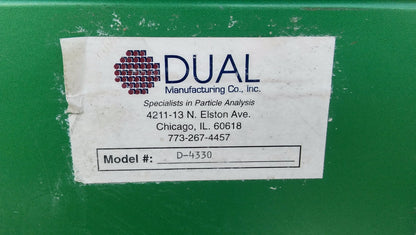 DUAL
Manufacturing Co., Inc.
Specialists in Particle Analysis
4211-13 N. Elston Ave.
Chicago, IL. 60618
773-267-4457
Model #: D-4330